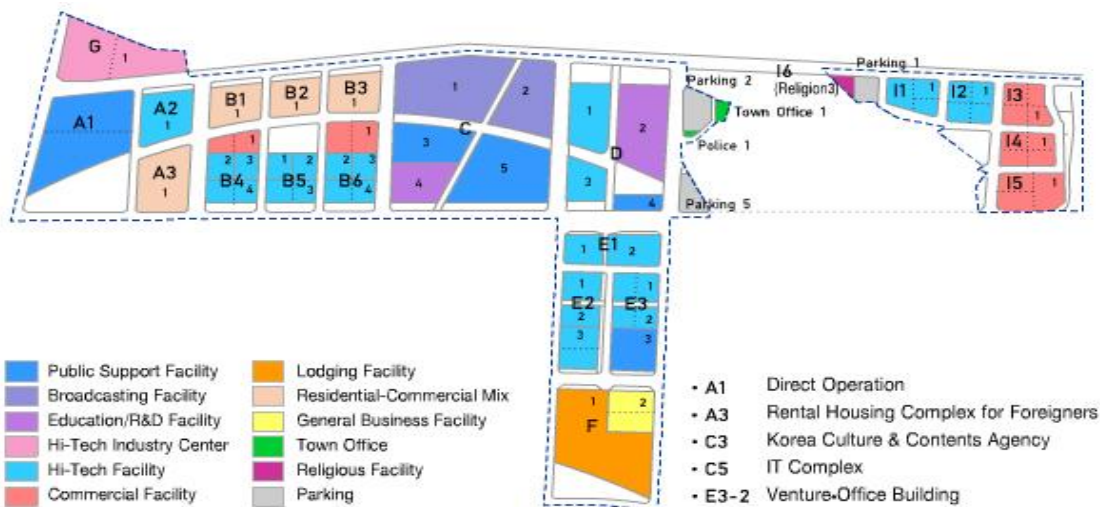 G 1
Parking 1
Parking 2
I6
(Religion3)
Town Office 1
Police 1
Parking 5
A1
A2
1
A3
1
B1
1
B2
1
B3
1
1
2 3
B4
4
1 2
B5
3
1
2 3
B6
4
1
2
C
3
4
5
1
2
D
3
4
I1 1
I2 1
I3
1
I4
1
I5 1
1 E1 2
1
E2
2
3
1
E3
2
3
1 2
F
Public Support Facility
Broadcasting Facility
Education/R&D Facility
Hi-Tech Industry Center
Hi-Tech Facility
Commercial Facility
Lodging Facility
Residential-Commercial Mix
General Business Facility
Town Office
Religious Facility
Parking
• A1 Direct Operation
• A3 Rental Housing Complex for Foreigners
• C3 Korea Culture & Contents Agency
• C5 IT Complex
• E3-2 Venture•Office Building